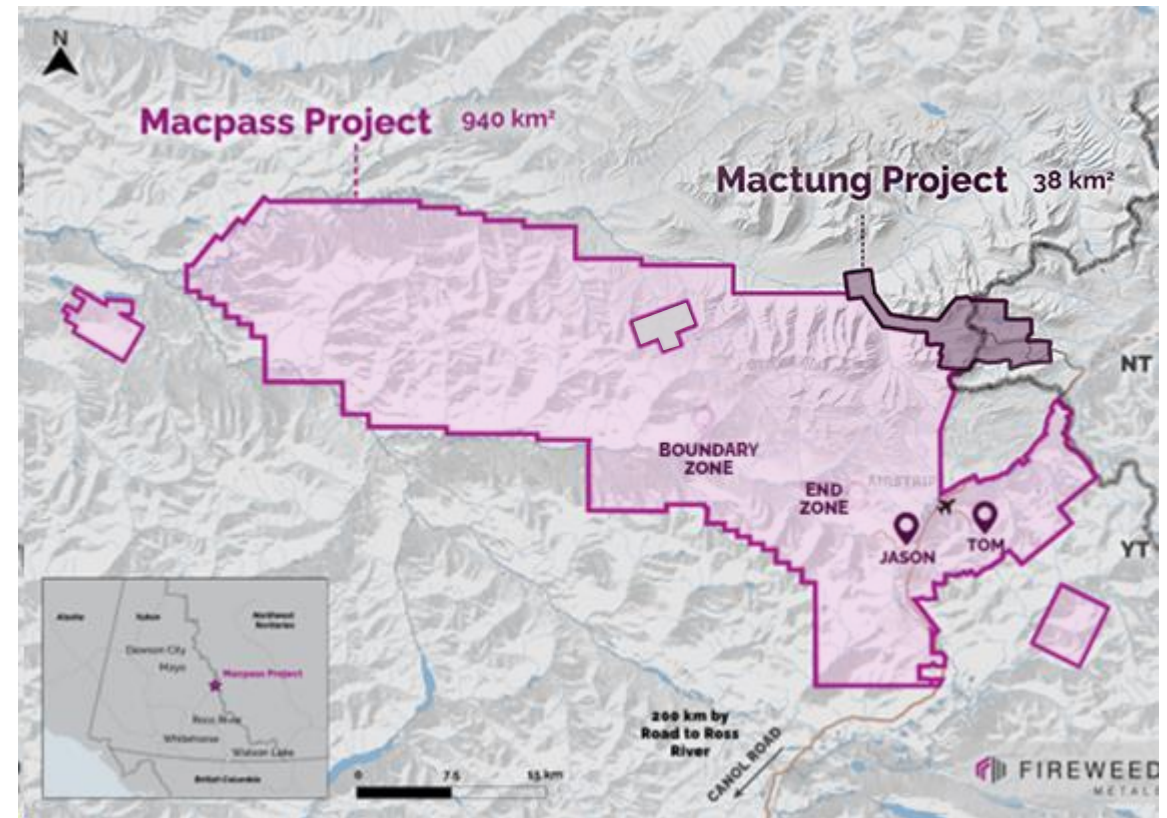 N
Macpass Project 940 km²
Mactung Project 38 km²
NT
BOUNDARY
ZONE
END
ZONE
AIRSTRIP
JASON
TOM
YT
Alaska
Yukon
Northwest
Territories
Dawson City
Mayo
Macpass Project
Ross River
Whitehorse
Watson Lake
British Columbia
200 km by
Road to Ross
River
CANOL ROAD
0 7.5 15 km
FIREWEED
METALS